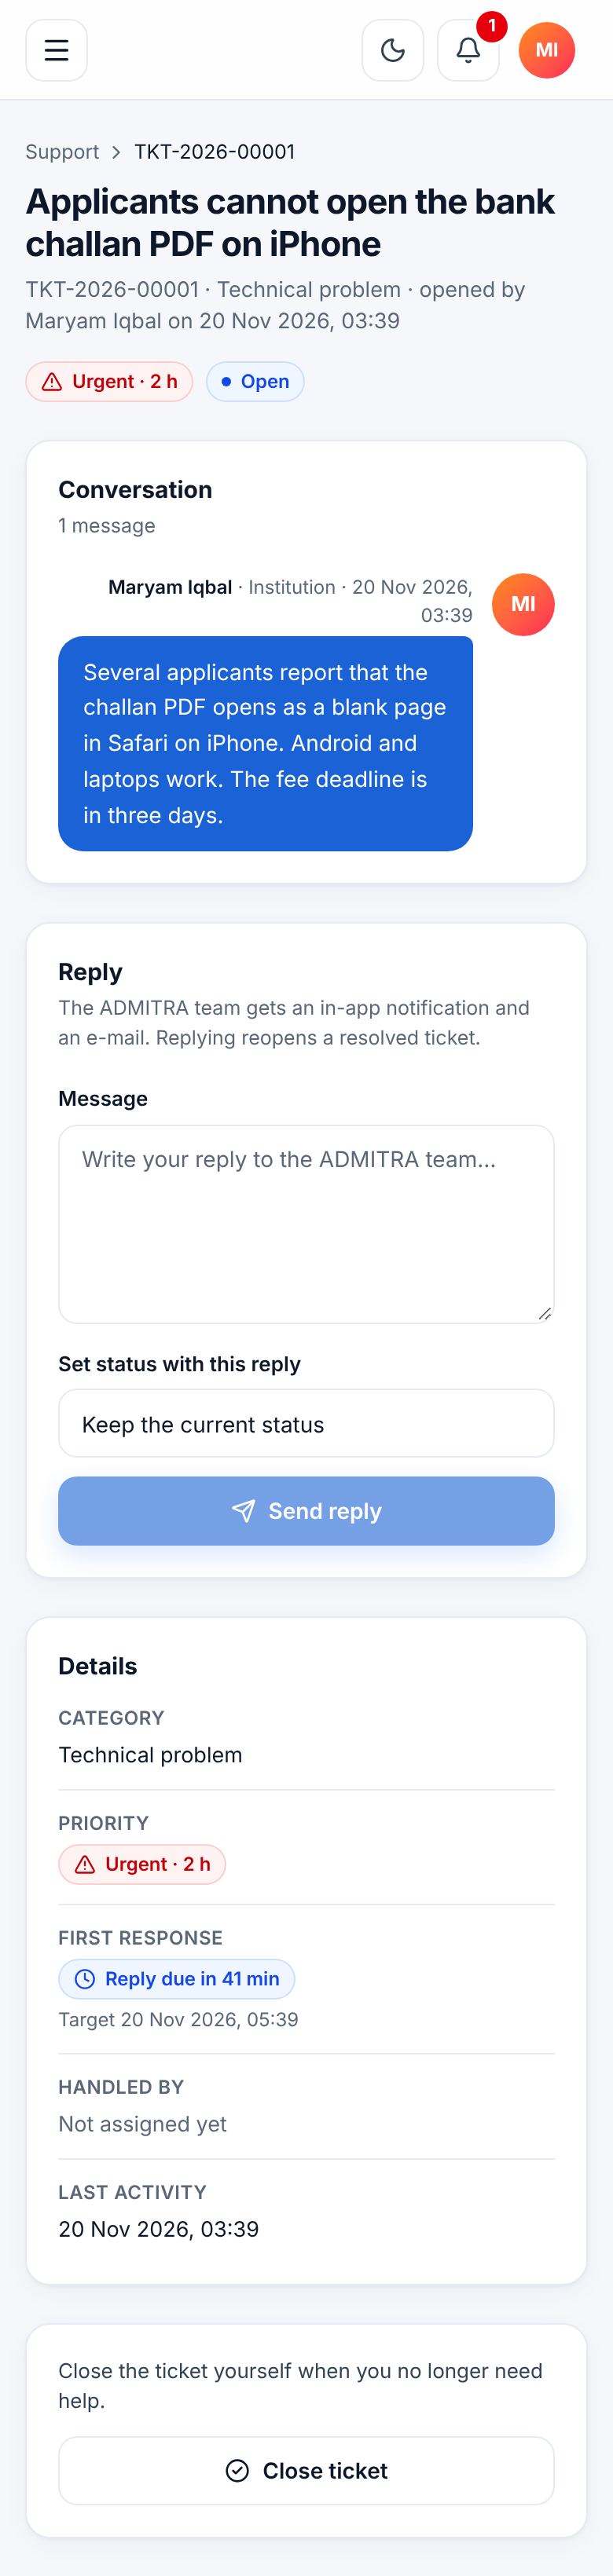 1
MI
Support > TKT-2026-00001
Applicants cannot open the bank
challan PDF on iPhone
TKT-2026-00001 · Technical problem · opened by
Maryam Iqbal on 20 Nov 2026, 03:39
Urgent · 2 h
Open
Conversation
1 message
Maryam Iqbal · Institution · 20 Nov 2026,
03:39
MI
Several applicants report that the
challan PDF opens as a blank page
in Safari on iPhone. Android and
laptops work. The fee deadline is
in three days.
Reply
The ADMITRA team gets an in-app notification and
an e-mail. Replying reopens a resolved ticket.
Message
Write your reply to the ADMITRA team...
Set status with this reply
Keep the current status
Send reply
Details
CATEGORY
Technical problem
PRIORITY
Urgent · 2 h
FIRST RESPONSE
Reply due in 41 min
Target 20 Nov 2026, 05:39
HANDLED BY
Not assigned yet
LAST ACTIVITY
20 Nov 2026, 03:39
Close the ticket yourself when you no longer need
help.
Close ticket